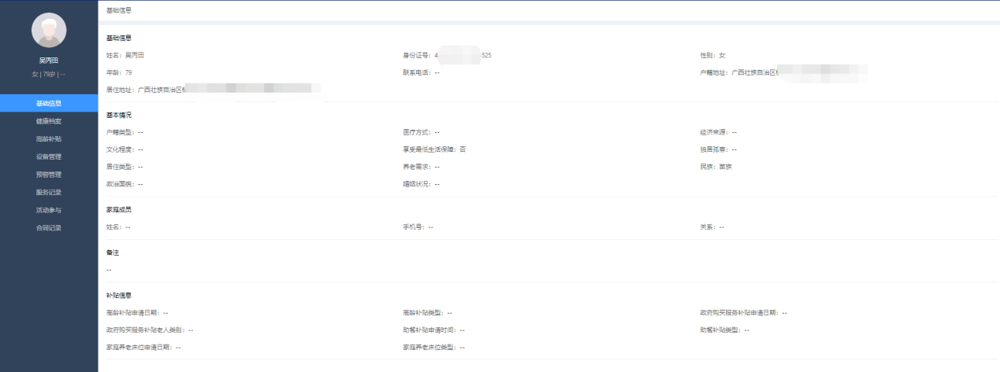 吴丙田
女 | 79岁 | --
基础信息
健康档案
高龄补贴
设备管理
预警管理
服务记录
活动参与
合同记录
基础信息
基础信息
姓名：吴丙田 身份证号：4 525 性别：女
年龄：79 联系电话：-- 户籍地址：广西壮族自治区
居住地址：广西壮族自治区
基本情况
户籍类型：-- 医疗方式：-- 经济来源：--
文化程度：-- 享受最低生活保障：否 独居孤寡：--
居住类型：-- 养老需求：-- 民族：苗族
政治面貌：-- 婚姻状况：--
家庭成员
姓名：-- 手机号：-- 关系：--
备注
--
补贴信息
高龄补贴申请日期：-- 高龄补贴类型：-- 政府购买服务补贴申请日期：--
政府购买服务补贴老人类别：-- 助餐补贴申请时间：-- 助餐补贴类型：--
家庭养老床位申请日期：-- 家庭养老床位类型：--